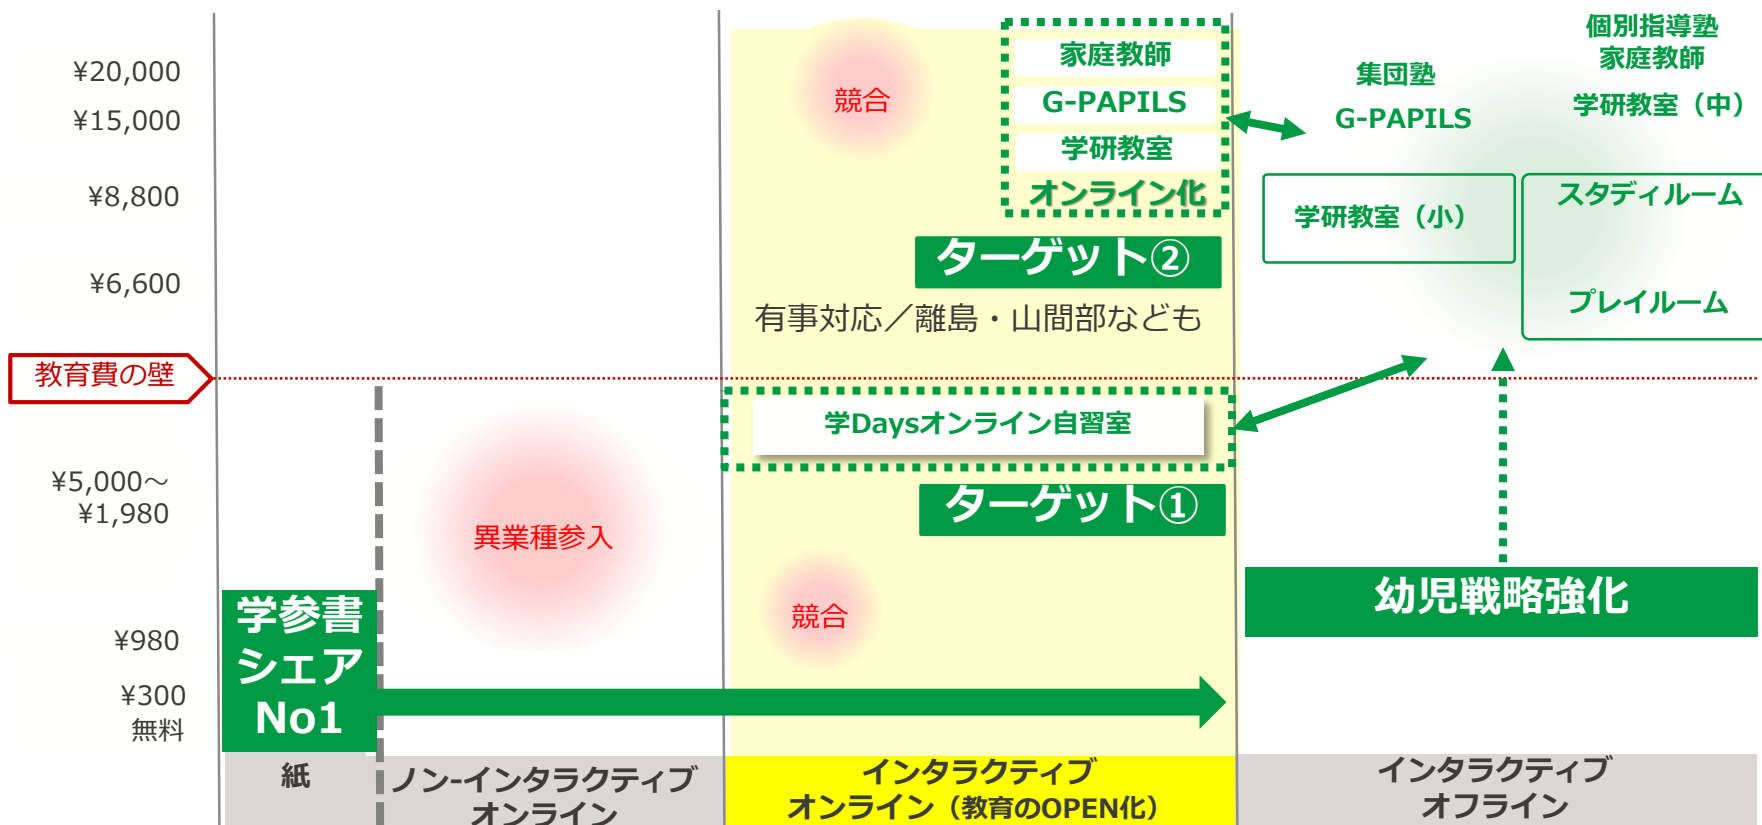 ¥20,000
¥15,000
¥8,800
¥6,600
教育費の壁
¥5,000～
¥1,980
¥980
¥300
無料
学参書
シェア
No1
紙
異業種参入
ノン-インタラクティブ
オンライン
競合
家庭教師
G-PAPILS
学研教室
オンライン化
ターゲット②
有事対応／離島・山間部なども
学Daysオンライン自習室
ターゲット①
競合
インタラクティブ
オンライン（教育のOPEN化）
集団塾
G-PAPILS
個別指導塾
家庭教師
学研教室（中）
学研教室（小）
スタディルーム
プレイルーム
幼児戦略強化
インタラクティブ
オフライン